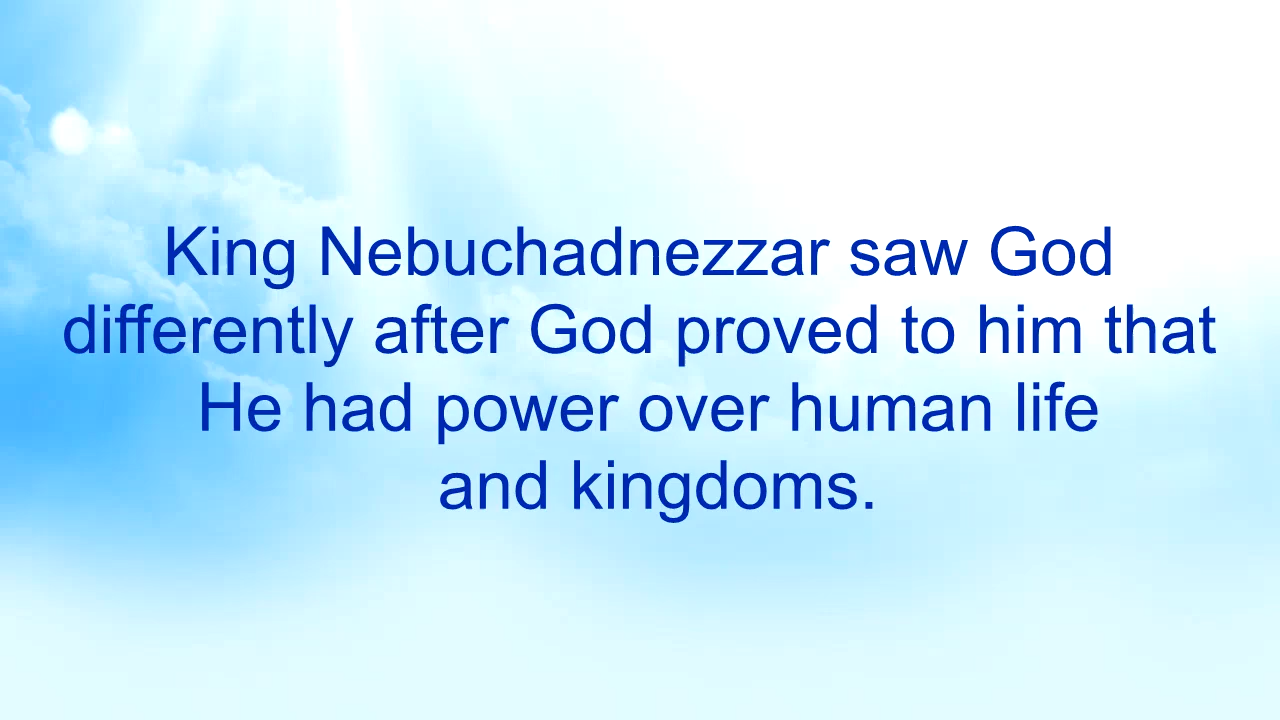 King Nebuchadnezzar saw God
differently after God proved to him that
He had power over human life
and kingdoms.